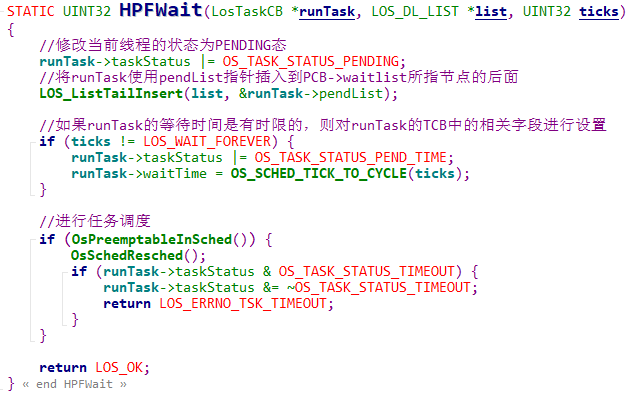 STATIC UINT32 HPFWait(LosTaskCB *runTask, LOS_DL_LIST *list, UINT32 ticks)
{
//修改当前线程的状态为PENDING态
runTask->taskStatus |= OS_TASK_STATUS_PENDING;
//将runTask使用pendList指针插入到PCB->waitlist所指节点的后面
LOS_ListTailInsert(list, &runTask->pendList);
//如果runTask的等待时间是有时限的，则对runTask的TCB中的相关字段进行设置
if (ticks != LOS_WAIT_FOREVER) {
runTask->taskStatus |= OS_TASK_STATUS_PEND_TIME;
runTask->waitTime = OS_SCHED_TICK_TO_CYCLE(ticks);
}
//进行任务调度
if (OsPreemptableInSched()) {
OsSchedResched();
if (runTask->taskStatus & OS_TASK_STATUS_TIMEOUT) {
runTask->taskStatus &= ~OS_TASK_STATUS_TIMEOUT;
return LOS_ERRNO_TSK_TIMEOUT;
}
}
return LOS_OK;
} « end HPFWait »